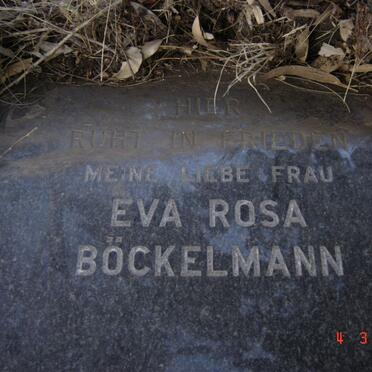 HIER
RUHT IN FRIEDEN
MEINE LIEBE FRAU
EVA ROSA
BÖCKELMANN
4 3